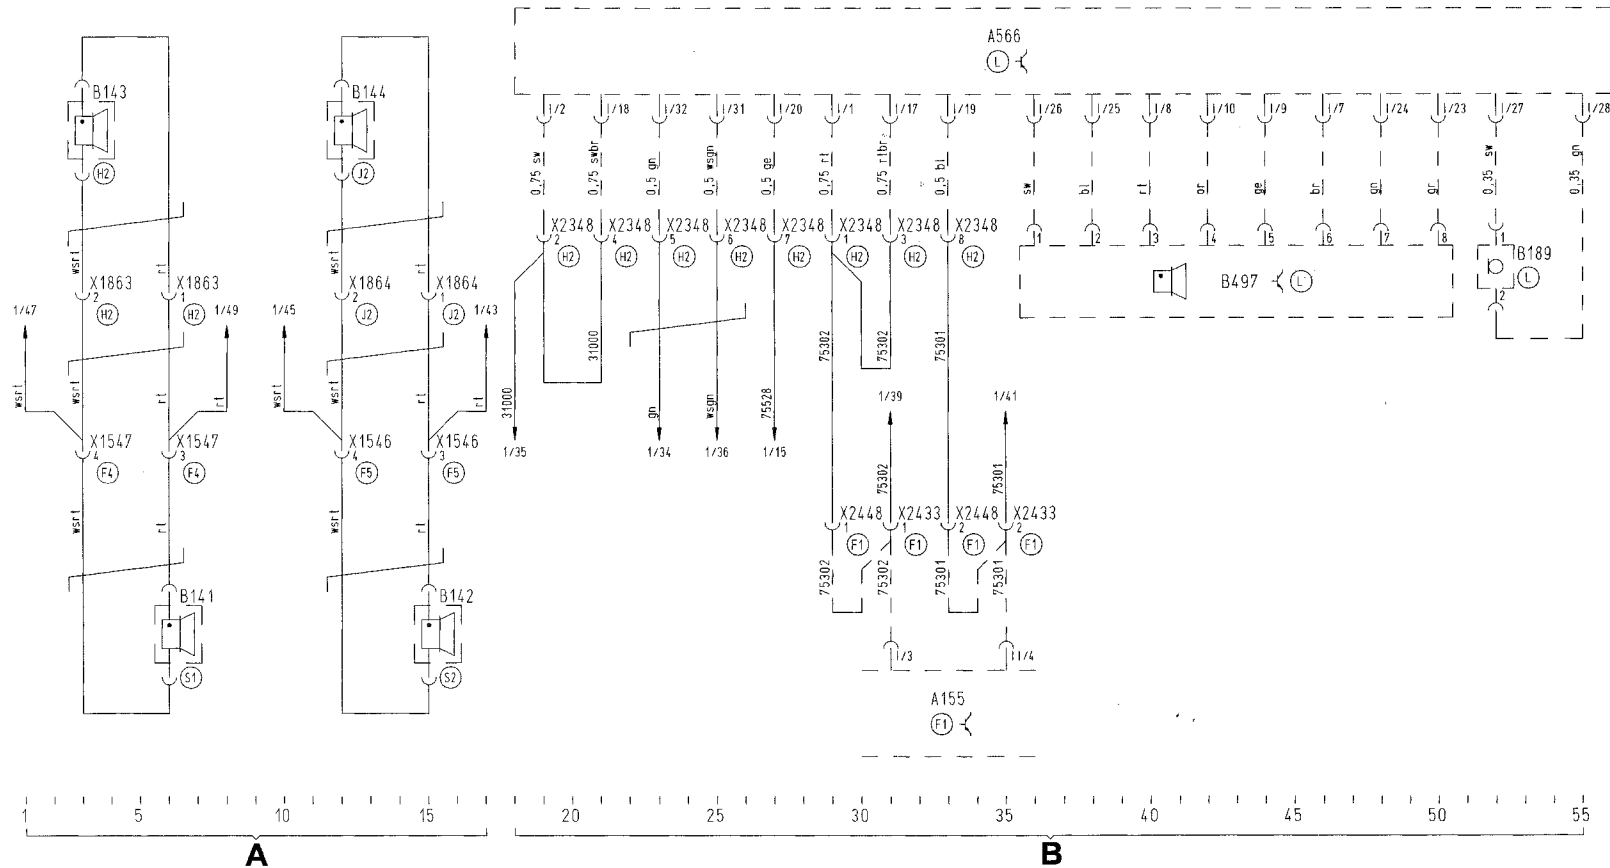 A566
L
B143
B144
1/2 1/18 1/32 1/31 1/20 1/1 1/17 1/19 1/26 1/25 1/8 1/10 1/9 1/7 1/24 1/23 1/27 1/28
H2
J2
0,75 sw
0,75 swbr
0,5 gn
0,5 wsgn
0,5 ge
0,75 rt
0,75 rtbr
0,5 bl
sw
bl
rt
or
ge
br
gn
gr
0,35 sw
0,35 gn
X2348 X2348 X2348 X2348 X2348 X2348 X2348 X2348
2 4 5 6 7 1 3 8
H2 H2 H2 H2 H2 H2 H2 H2
1 2 3 4 5 6 7 8
1
B189
L
2
B497 L
wsrt
rt
wsrt
rt
X1863 X1863 X1864 X1864
2 1 2 1
H2 H2 J2 J2
1/47 1/49 1/45 1/43
31000
75302
75302
75301
wsrt
wsrt
rt
rt
wsrt
wsrt
rt
rt
31000
gn
wsgn
75528
1/39 1/41
X1547 X1547 X1546 X1546
4 3 4 3
F4 F4 F5 F5
1/35 1/34 1/36 1/15
75302
75301
wsrt
rt
wsrt
rt
X2448 X2433 X2448 X2433
1 1 2 2
F1 F1 F1 F1
75302
75302
75301
75301
B141 B142
S1 S2
1/3 1/4
A155
F1
1 5 10 15 20 25 30 35 40 45 50 55
A B